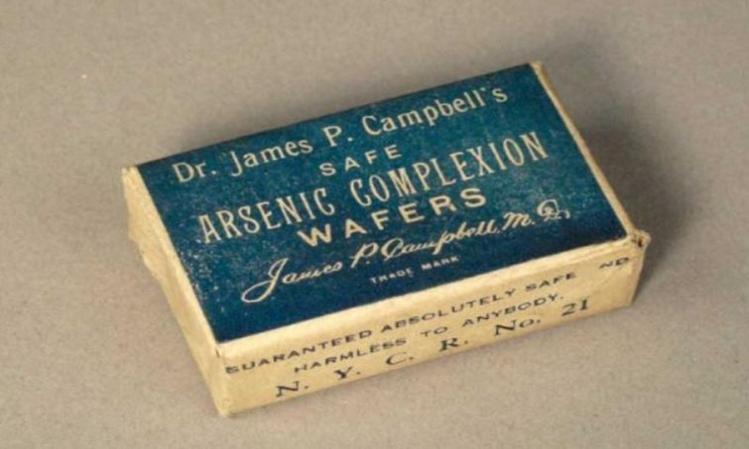 Dr. James P. Campbell's
SAFE
ARSENIC COMPLEXION
WAFERS
James P. Campbell, M. D.
TRADE MARK
GUARANTEED ABSOLUTELY SAFE ND
HARMLESS TO ANYBODY.
N. Y. C. R. No. 21